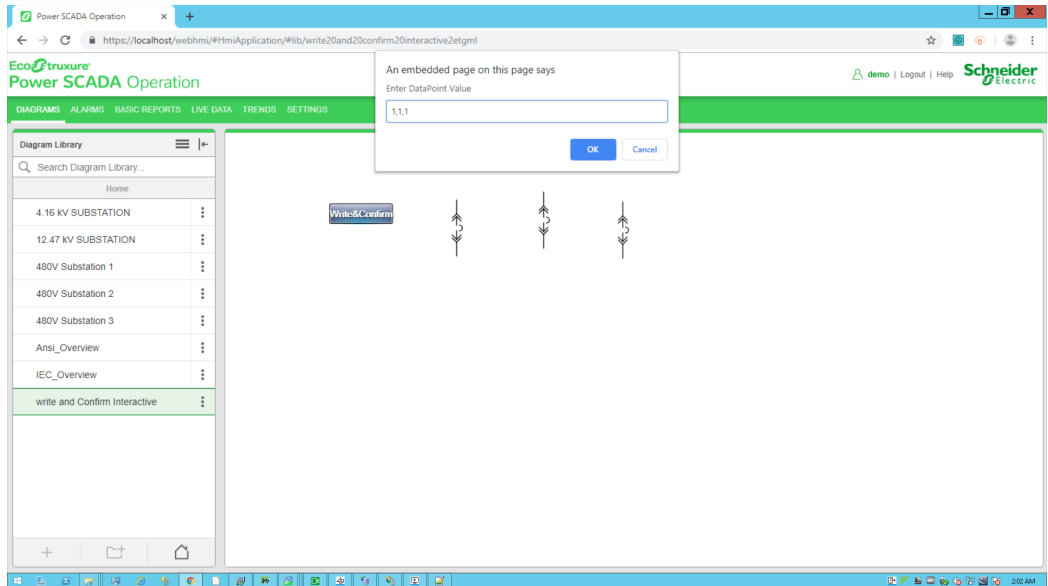 Power SCADA Operation
https://localhost/webhmi/#HmiApplication/#lib/write20and20confirm20interactive2etgml
EcoStruxure
Power SCADA Operation
An embedded page on this page says
Enter DataPoint Value
1,1,1
OK Cancel
demo | Logout | Help
Schneider
Electric
DIAGRAMS ALARMS BASIC REPORTS LIVE DATA TRENDS SETTINGS
Diagram Library
Search Diagram Library...
Home
4.16 kV SUBSTATION
12.47 kV SUBSTATION
480V Substation 1
480V Substation 2
480V Substation 3
Ansi_Overview
IEC_Overview
write and Confirm Interactive
Write&Confirm
2:02 AM